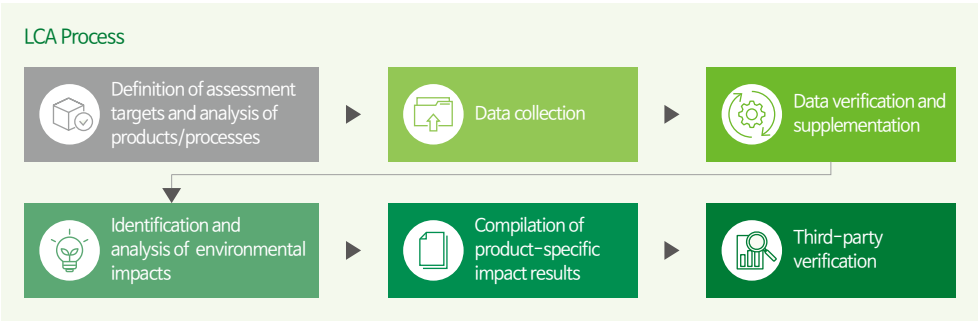 LCA Process
Definition of assessment
targets and analysis of
products/processes
Data collection
Data verification and
supplementation
Identification and
analysis of environmental
impacts
Compilation of
product-specific
impact results
Third-party
verification